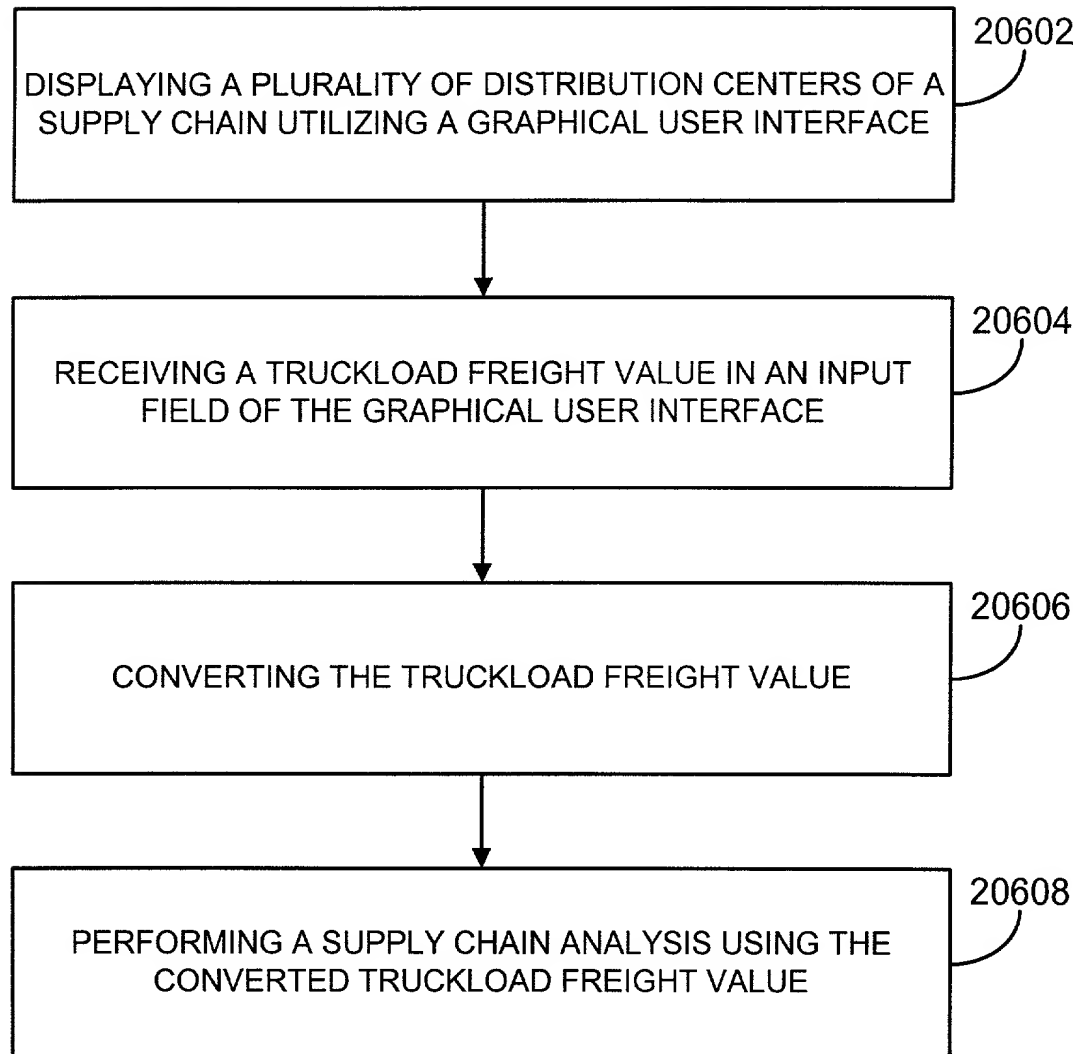 20602
DISPLAYING A PLURALITY OF DISTRIBUTION CENTERS OF A
SUPPLY CHAIN UTILIZING A GRAPHICAL USER INTERFACE
20604
RECEIVING A TRUCKLOAD FREIGHT VALUE IN AN INPUT
FIELD OF THE GRAPHICAL USER INTERFACE
20606
CONVERTING THE TRUCKLOAD FREIGHT VALUE
20608
PERFORMING A SUPPLY CHAIN ANALYSIS USING THE
CONVERTED TRUCKLOAD FREIGHT VALUE